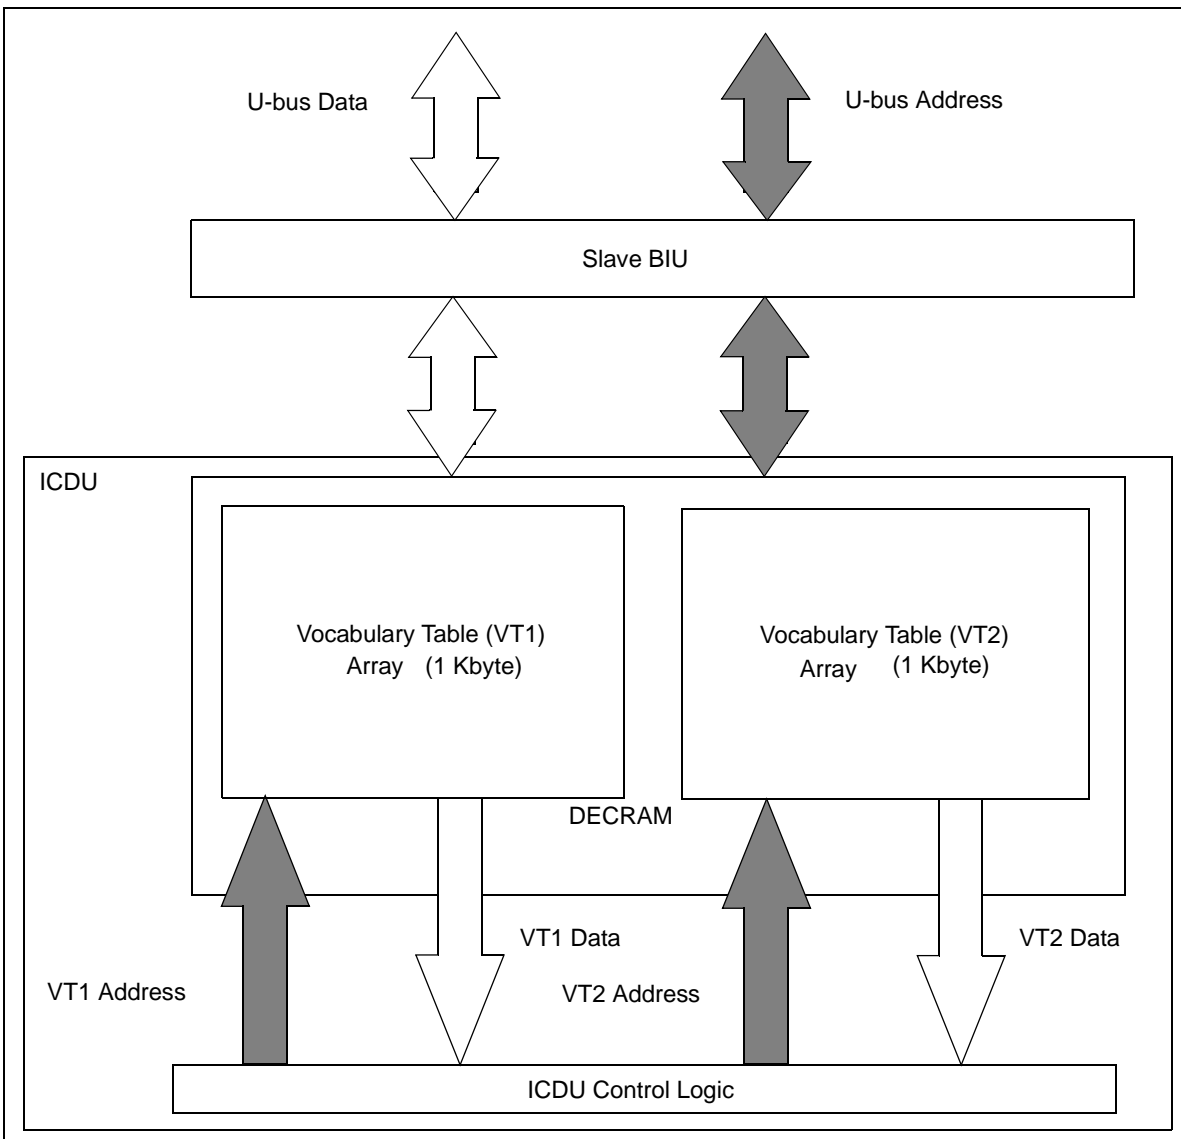 U-bus Data
U-bus Address
Slave BIU
ICDU
Vocabulary Table (VT1)
Array (1 Kbyte)
Vocabulary Table (VT2)
Array (1 Kbyte)
DECRAM
VT1 Data
VT2 Data
VT1 Address
VT2 Address
ICDU Control Logic